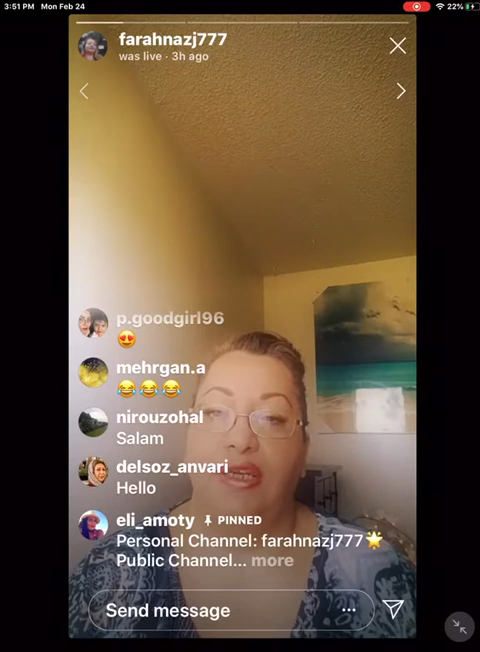 3:51 PM Mon Feb 24
22%
farahnazj777
was live · 3h ago
p.goodgirl96
😍
mehrgan.a
😂😂😂
nirouzohal
Salam
delsoz_anvari
Hello
eli_amoty PINNED
Personal Channel: farahnazj777🌟
Public Channel... more
Send message